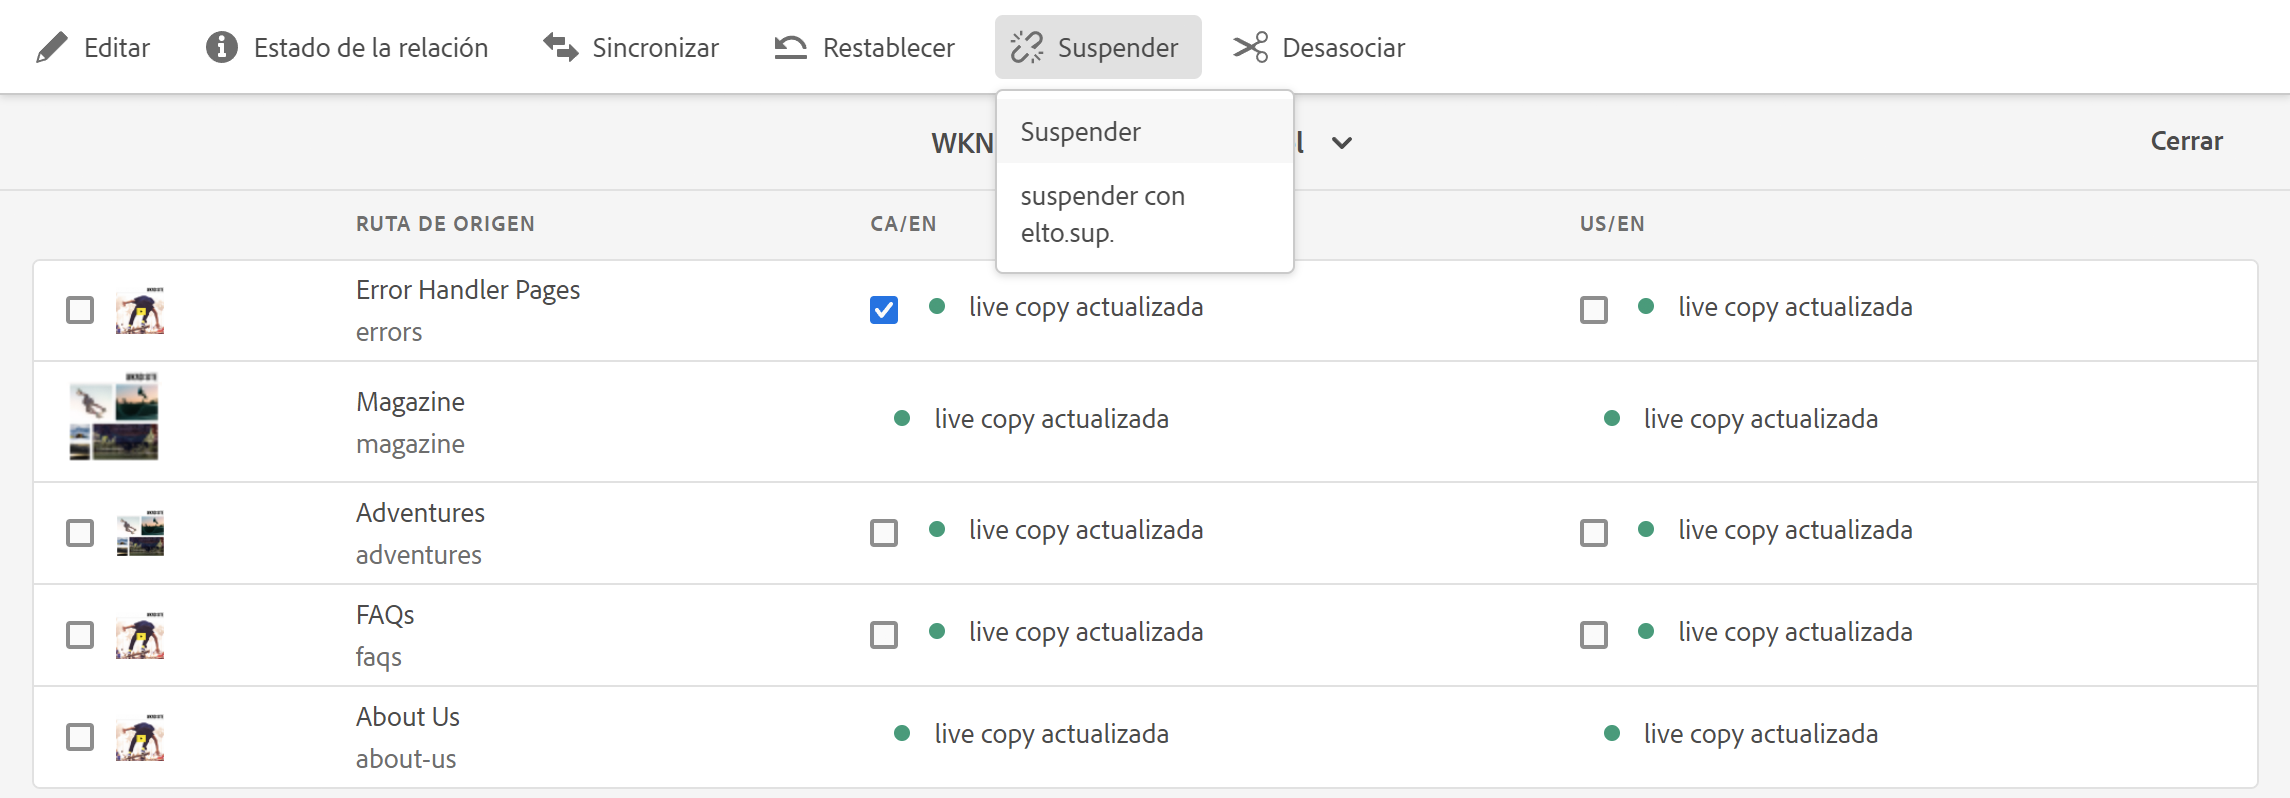 Editar Estado de la relación Sincronizar Restablecer Suspender Desasociar
Suspender
suspender con
elto.sup.
WKN l Cerrar
RUTA DE ORIGEN CA/EN US/EN
Error Handler Pages
errors
live copy actualizada live copy actualizada
Magazine
magazine
live copy actualizada live copy actualizada
Adventures
adventures
live copy actualizada live copy actualizada
FAQs
faqs
live copy actualizada live copy actualizada
About Us
about-us
live copy actualizada live copy actualizada